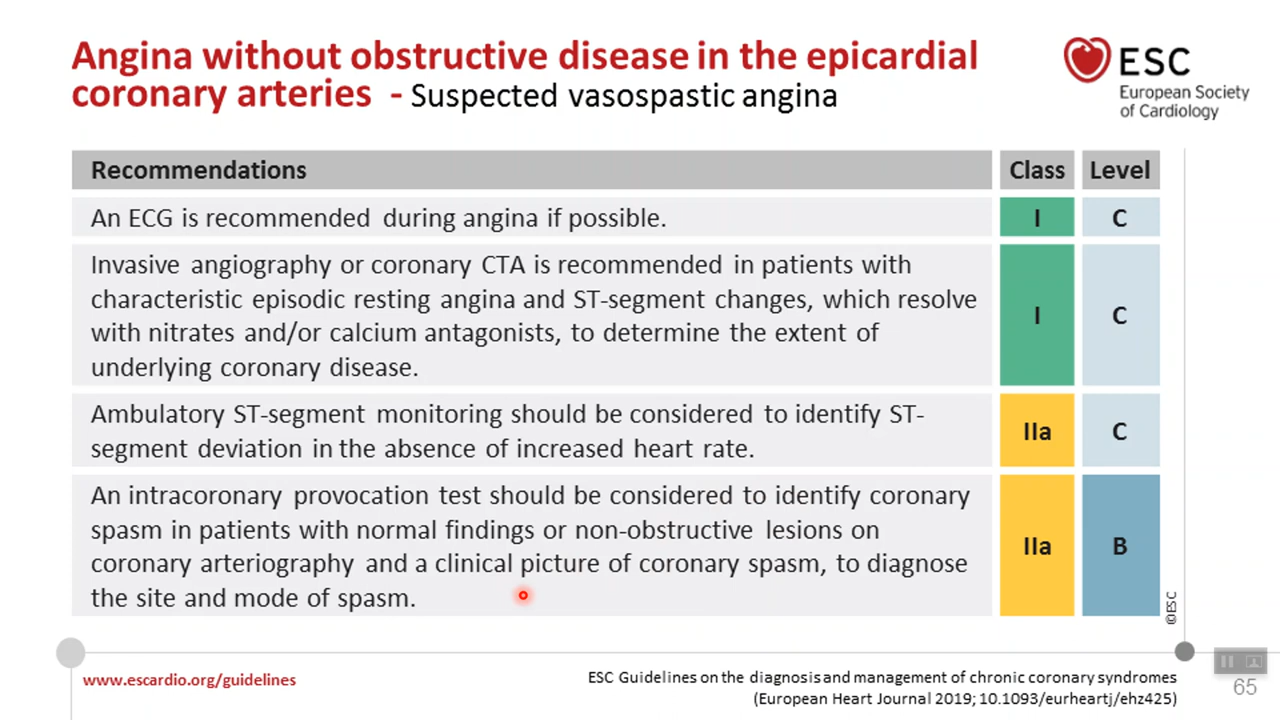 Angina without obstructive disease in the epicardial
coronary arteries - Suspected vasospastic angina
ESC
European Society
of Cardiology
Recommendations Class Level
An ECG is recommended during angina if possible. I C
Invasive angiography or coronary CTA is recommended in patients with
characteristic episodic resting angina and ST-segment changes, which resolve
with nitrates and/or calcium antagonists, to determine the extent of
underlying coronary disease.
I C
Ambulatory ST-segment monitoring should be considered to identify ST-
segment deviation in the absence of increased heart rate.
IIa C
An intracoronary provocation test should be considered to identify coronary
spasm in patients with normal findings or non-obstructive lesions on
coronary arteriography and a clinical picture of coronary spasm, to diagnose
the site and mode of spasm.
IIa B
©ESC
www.escardio.org/guidelines
ESC Guidelines on the diagnosis and management of chronic coronary syndromes
(European Heart Journal 2019; 10.1093/eurheartj/ehz425)
65